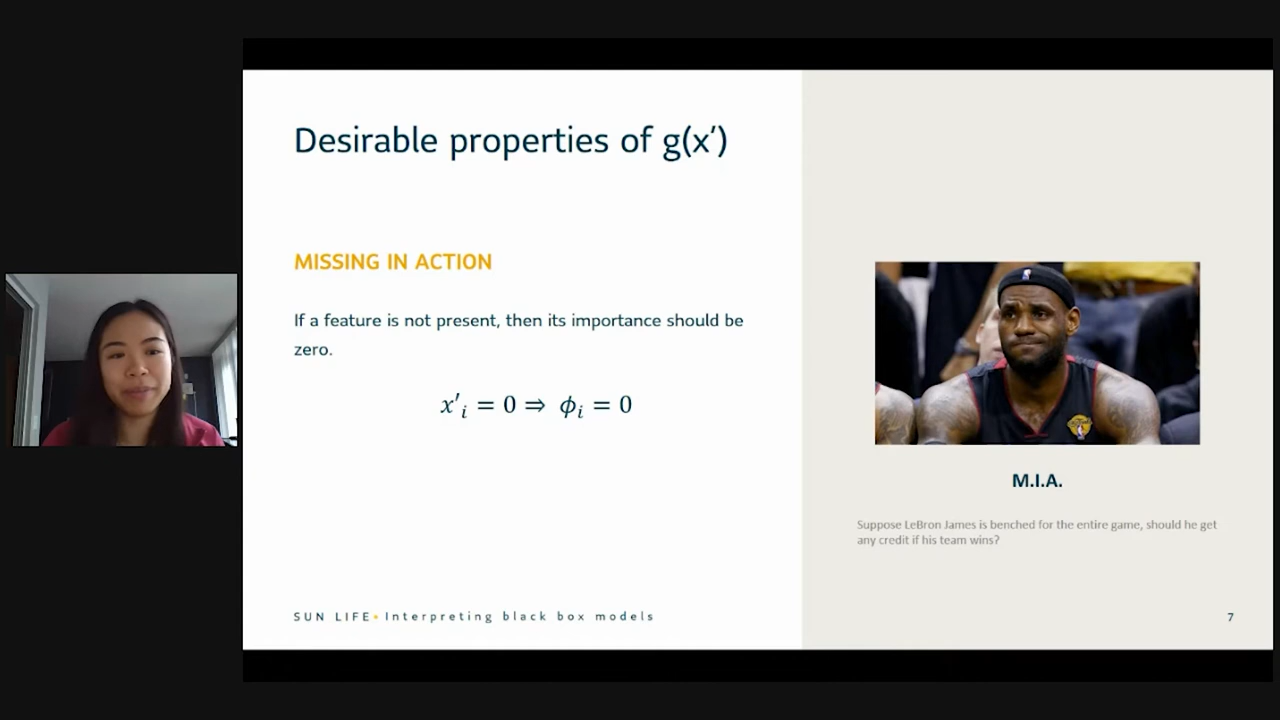 Desirable properties of g(x′)
MISSING IN ACTION
If a feature is not present, then its importance should be
zero.
x′ᵢ = 0 ⇒ ϕᵢ = 0
M.I.A.
Suppose LeBron James is benched for the entire game, should he get
any credit if his team wins?
SUN LIFE • Interpreting black box models
7